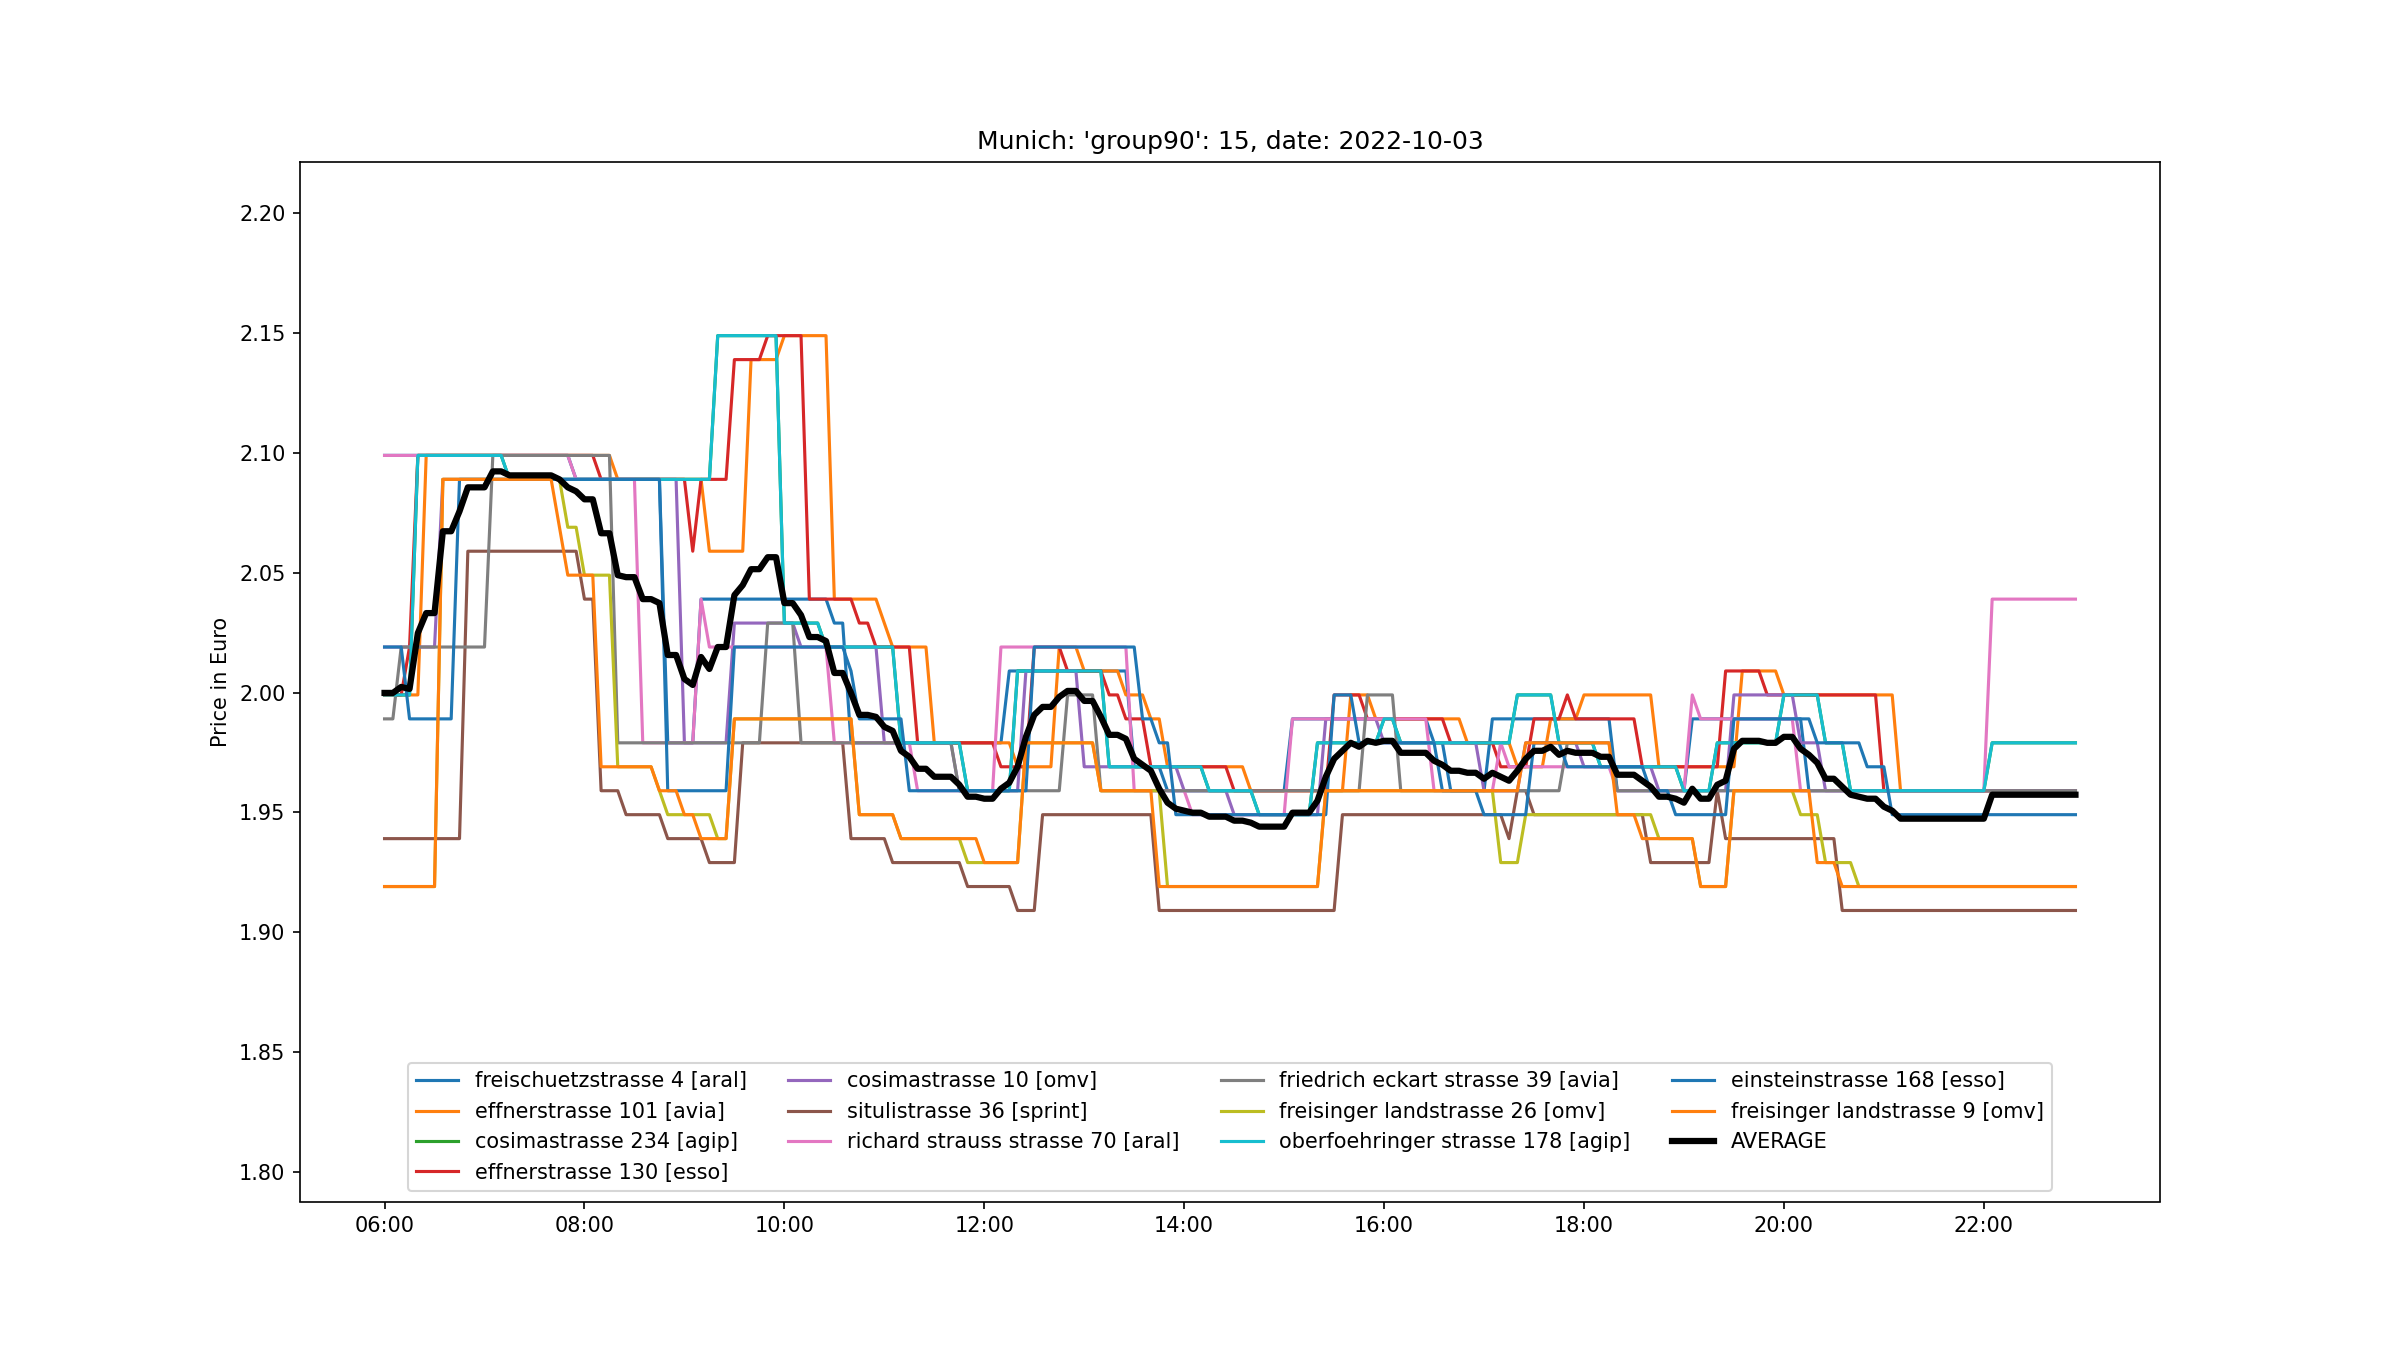 Munich: 'group90': 15, date: 2022-10-03
Price in Euro
2.20
2.15
2.10
2.05
2.00
1.95
1.90
1.85
1.80
freischuetzstrasse 4 [aral]
effnerstrasse 101 [avia]
cosimastrasse 234 [agip]
effnerstrasse 130 [esso]
cosimastrasse 10 [omv]
situlistrasse 36 [sprint]
richard strauss strasse 70 [aral]
friedrich eckart strasse 39 [avia]
freisinger landstrasse 26 [omv]
oberfoehringer strasse 178 [agip]
einsteinstrasse 168 [esso]
freisinger landstrasse 9 [omv]
AVERAGE
06:00 08:00 10:00 12:00 14:00 16:00 18:00 20:00 22:00